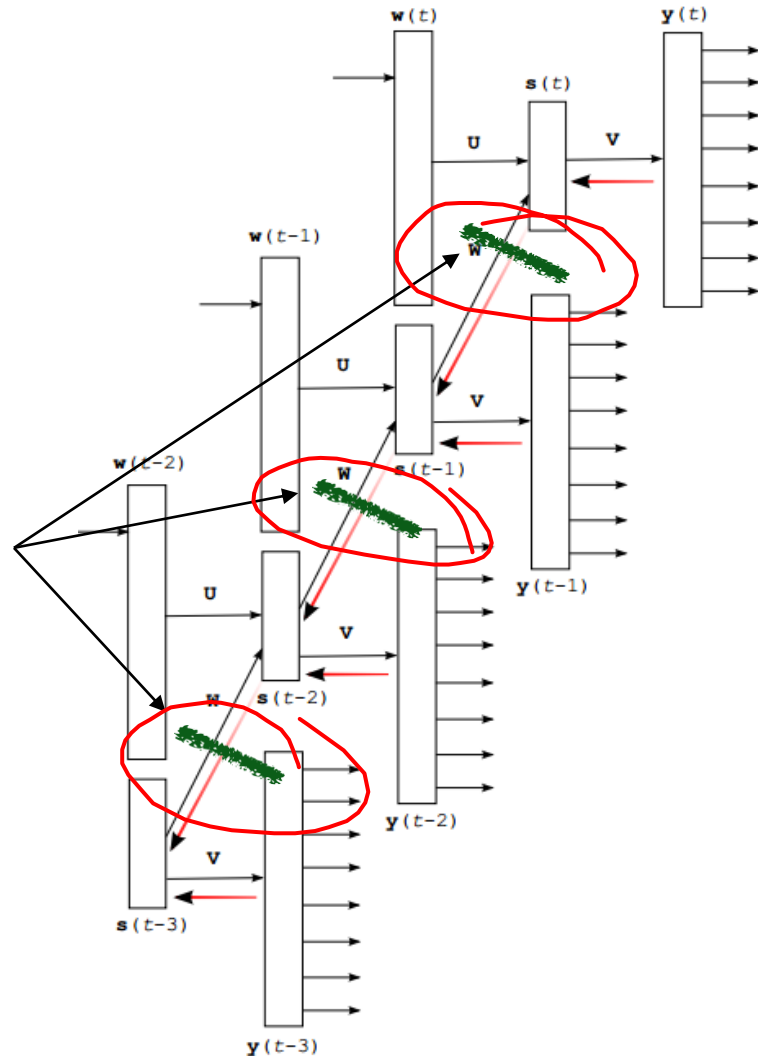 w(t)
y(t)
s(t)
U
V
w(t−1)
W
U
V
s(t−1)
w(t−2)
W
y(t−1)
U
V
s(t−2)
W
y(t−2)
V
s(t−3)
y(t−3)